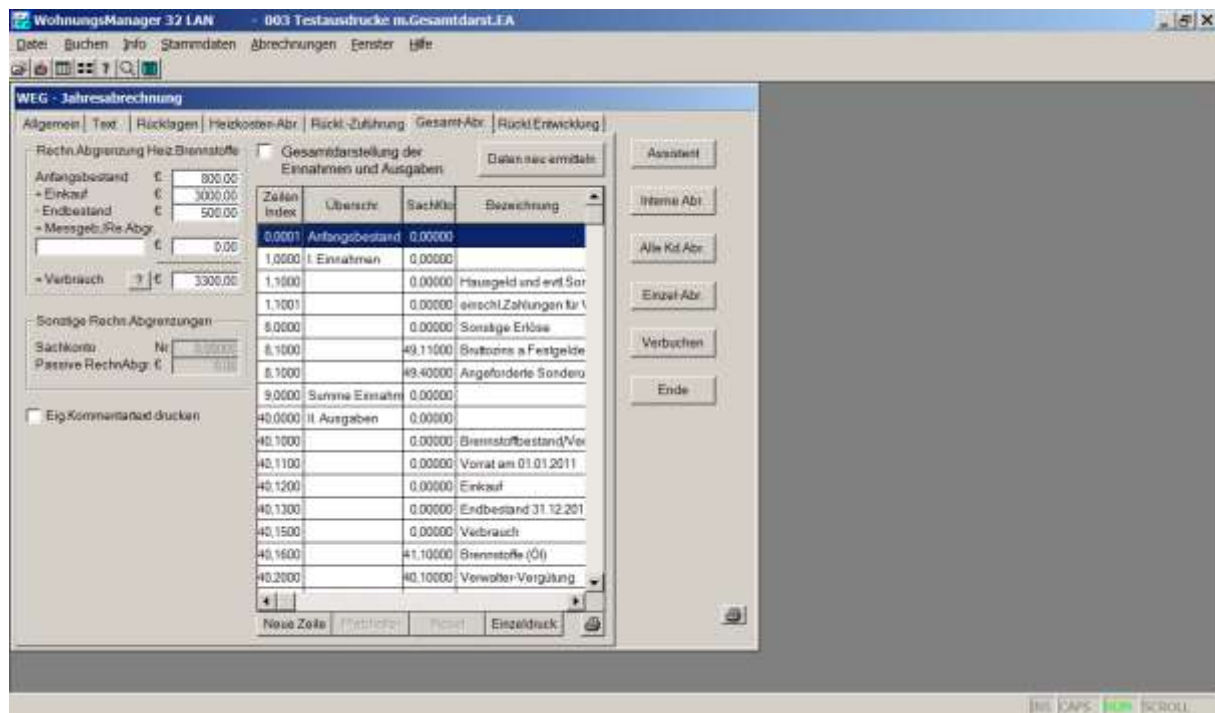 WohnungsManager 32 LAN - 003 Testausdrucke m.Gesamtdarst.EA
Datei Buchen Info Stammdaten Abrechnungen Fenster Hilfe
WEG - Jahresabrechnung
Allgemein Text Rücklagen Heizkosten-Abr Rückl.-Zuführung Gesamt-Abr Rückl.Entwicklung
Rechn.Abgrenzung Heiz.Brennstoffe
Anfangsbestand € 800,00
+ Einkauf € 3000,00
- Endbestand € 500,00
+ Messgeb./Re.Abgr.
€ 0,00
= Verbrauch ? € 3300,00
Sonstige Rechn.Abgrenzungen
Sachkonto Nr
Passive RechnAbgr. € 0,00
Eig.Kommentartext drucken
Gesamtdarstellung der
Einnahmen und Ausgaben
Daten neu ermitteln
Zeilen
Index Überschr. SachKto Bezeichnung
0,0001 Anfangsbestand 0,00000
1,0000 I. Einnahmen 0,00000
1,1000 0,00000 Hausgeld und evtl.Son
1,1001 0,00000 einschl.Zahlungen für V
8,0000 0,00000 Sonstige Erlöse
8,1000 49,11000 Bruttozins a.Festgelde
8,1000 49,40000 Angeforderte Sonderu
9,0000 Summe Einnahm 0,00000
40,0000 II. Ausgaben 0,00000
40,1000 0,00000 Brennstoffbestand/Ver
40,1100 0,00000 Vorrat am 01.01.2011
40,1200 0,00000 Einkauf
40,1300 0,00000 Endbestand 31.12.201
40,1500 0,00000 Verbrauch
40,1600 41,10000 Brennstoffe (Öl)
40,2000 40,10000 Verwalter-Vergütung
Neue Zeile Reset Einzeldruck
Assistent
Interne Abr.
Alle Kd.Abr.
Einzel-Abr.
Verbuchen
Ende
INS CAPS NUM SCROLL